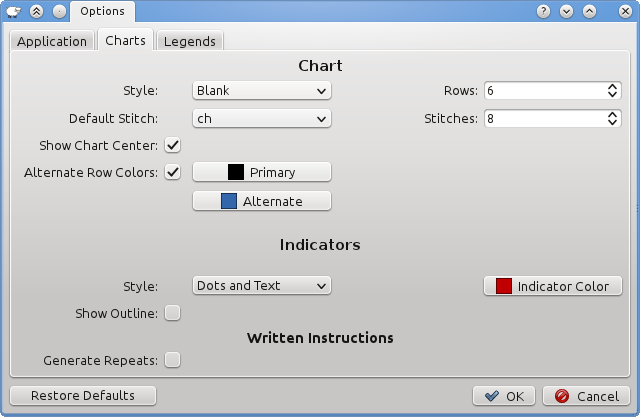 Options
Application Charts Legends
Chart
Style: Blank Rows: 6
Default Stitch: ch Stitches: 8
Show Chart Center:
Alternate Row Colors: Primary
Alternate
Indicators
Style: Dots and Text Indicator Color
Show Outline:
Written Instructions
Generate Repeats:
Restore Defaults OK Cancel